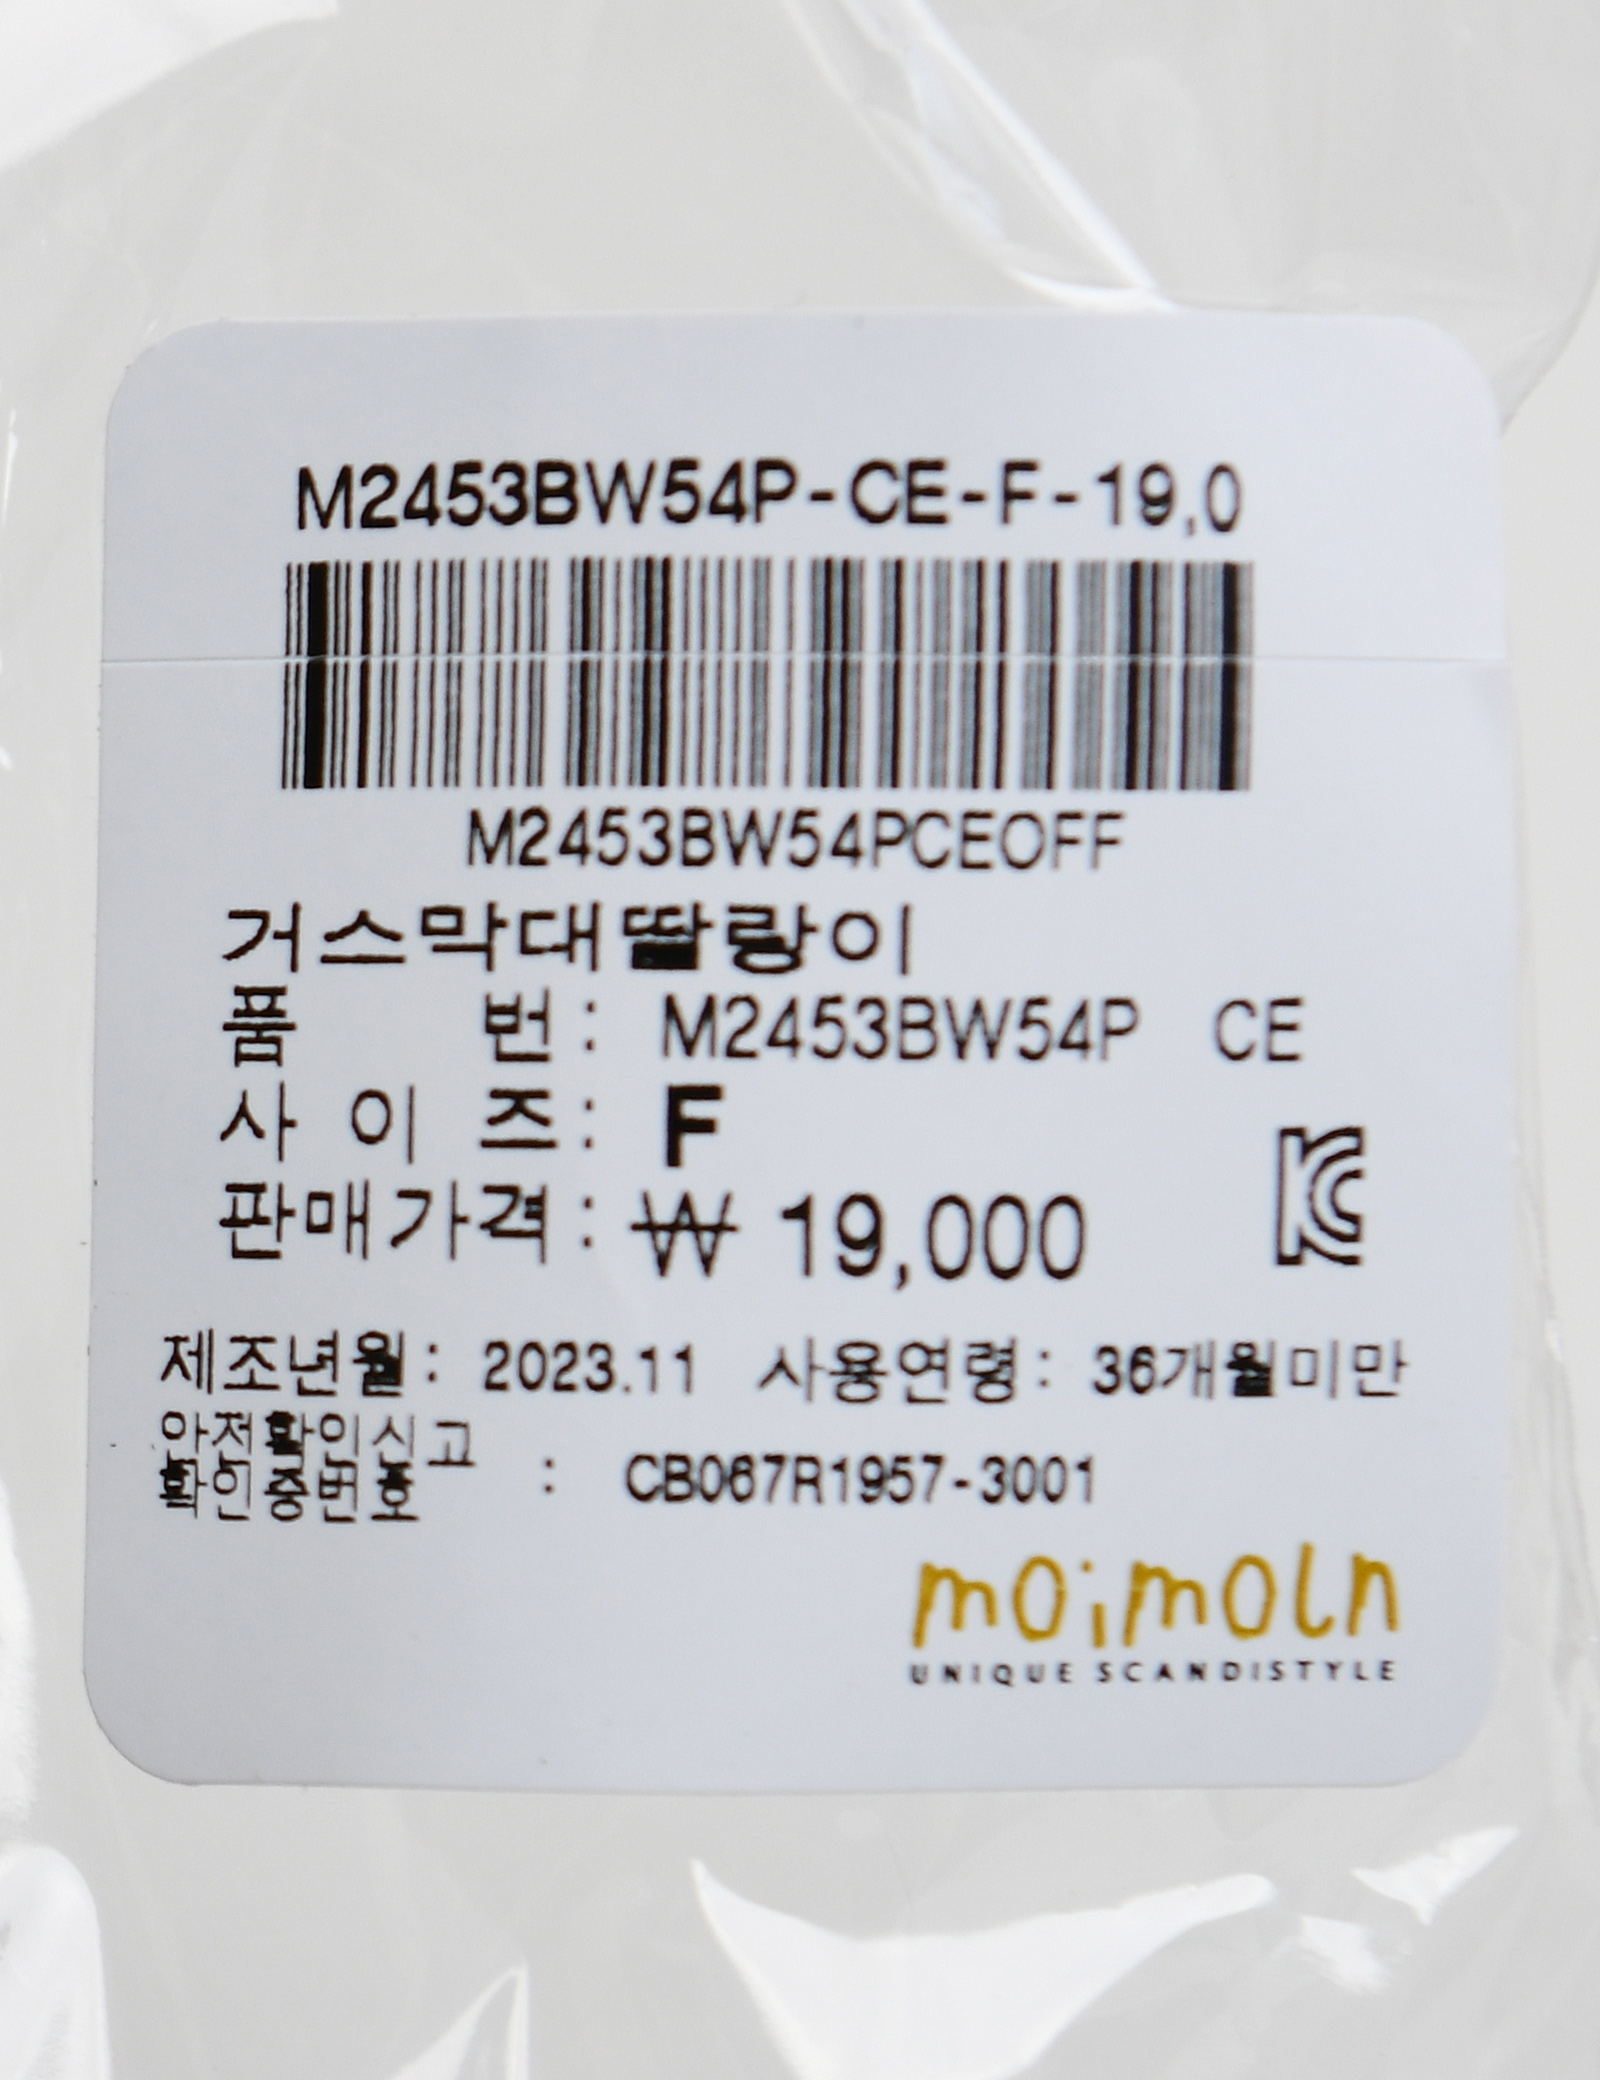 M2453BW54P-CE-F-19,0
M2453BW54PCEOFF
거스막대딸랑이
품 번: M2453BW54P CE
사 이 즈: F
판매가격: ₩ 19,000
제조년월: 2023.11 사용연령: 36개월미만
안전확인신고
확인증번호 : CB067R1957-3001
moimoln
UNIQUE SCANDISTYLE